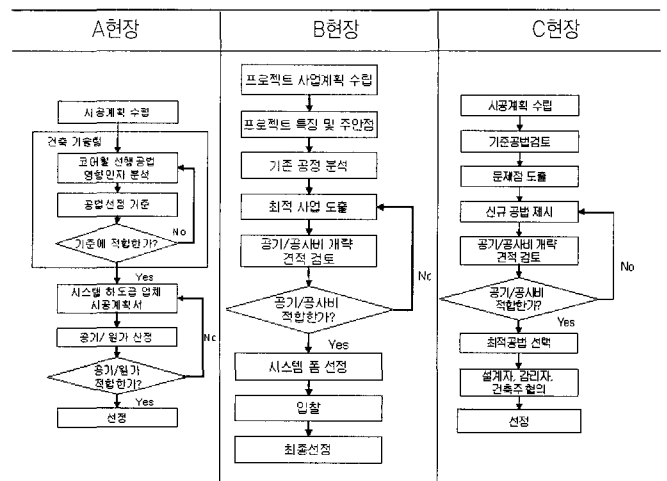 A현장
시공계획 수립
건축 기술팀
코어월 선행공법
영향인자 분석
공법선정 기준
No
기준에 적합한가?
Yes
시스템 하도급 업체
시공계획서
공기/원가 산정
No
공기/원가
적합한가?
Yes
선정
B현장
프로젝트 사업계획 수립
프로젝트 특징 및 주안점
기존 공정 분석
최적 사업 도출
공기/공사비 개략
견적 검토
No
공기/공사비
적합한가?
Yes
시스템 폼 선정
입찰
최종선정
C현장
시공계획 수립
기준공법검토
문제점 도출
신규 공법 제시
공기/공사비 개략
견적 검토
No
공기/공사비
적합한가?
Yes
최적공법 선택
설계자, 감리자,
건축주 협의
선정